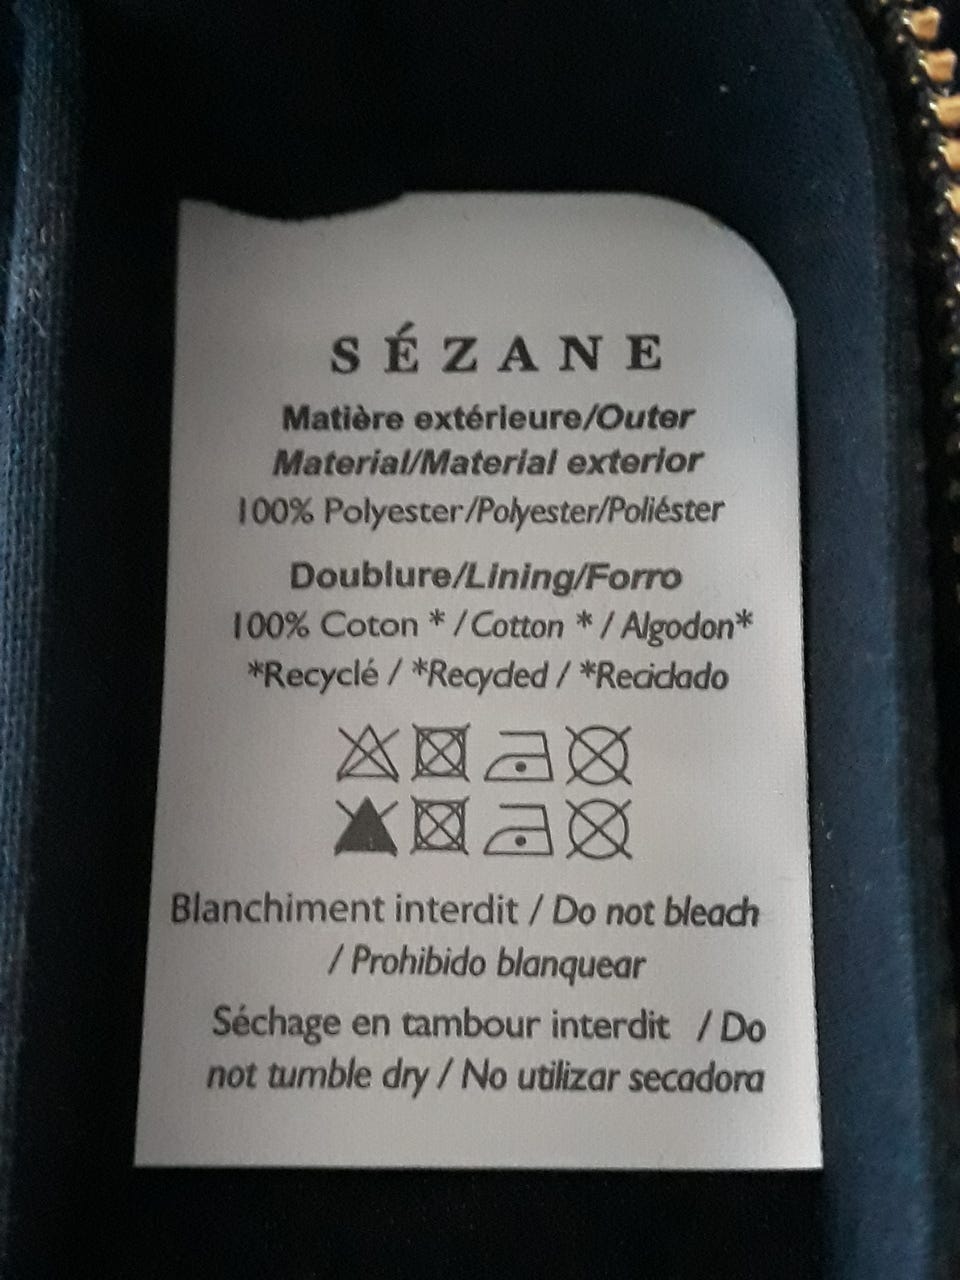 SÉZANE
Matière extérieure/Outer
Material/Material exterior
100% Polyester/Polyester/Poliéster
Doublure/Lining/Forro
100% Coton * / Cotton * / Algodon*
*Recyclé / *Recycled / *Reciclado
Blanchiment interdit / Do not bleach
/ Prohibido blanquear
Séchage en tambour interdit / Do
not tumble dry / No utilizar secadora